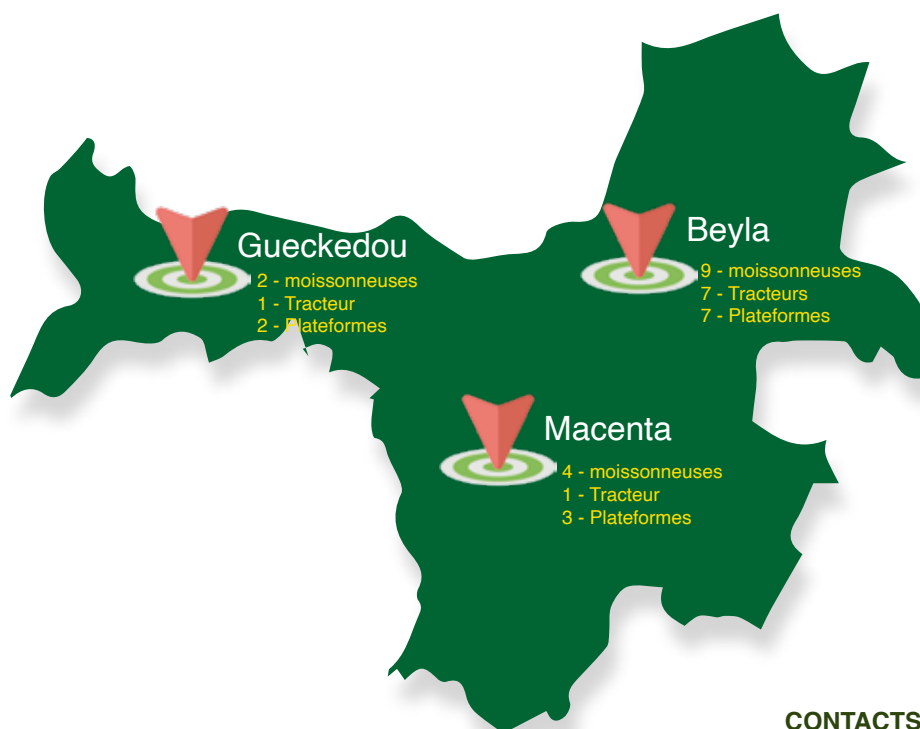 Gueckedou
2 - moissonneuses
1 - Tracteur
2 - Plateformes
Beyla
9 - moissonneuses
7 - Tracteurs
7 - Plateformes
Macenta
4 - moissonneuses
1 - Tracteur
3 - Plateformes
CONTACTS